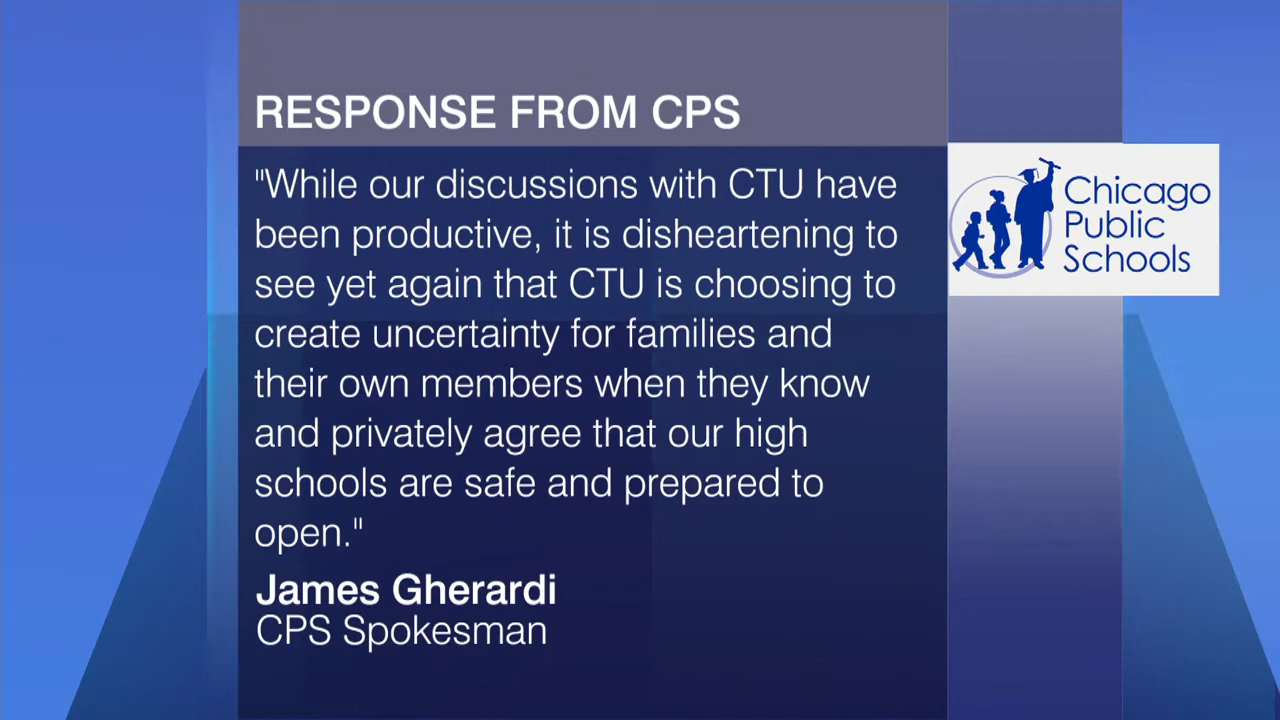 RESPONSE FROM CPS
"While our discussions with CTU have
been productive, it is disheartening to
see yet again that CTU is choosing to
create uncertainty for families and
their own members when they know
and privately agree that our high
schools are safe and prepared to
open."
James Gherardi
CPS Spokesman
Chicago
Public
Schools